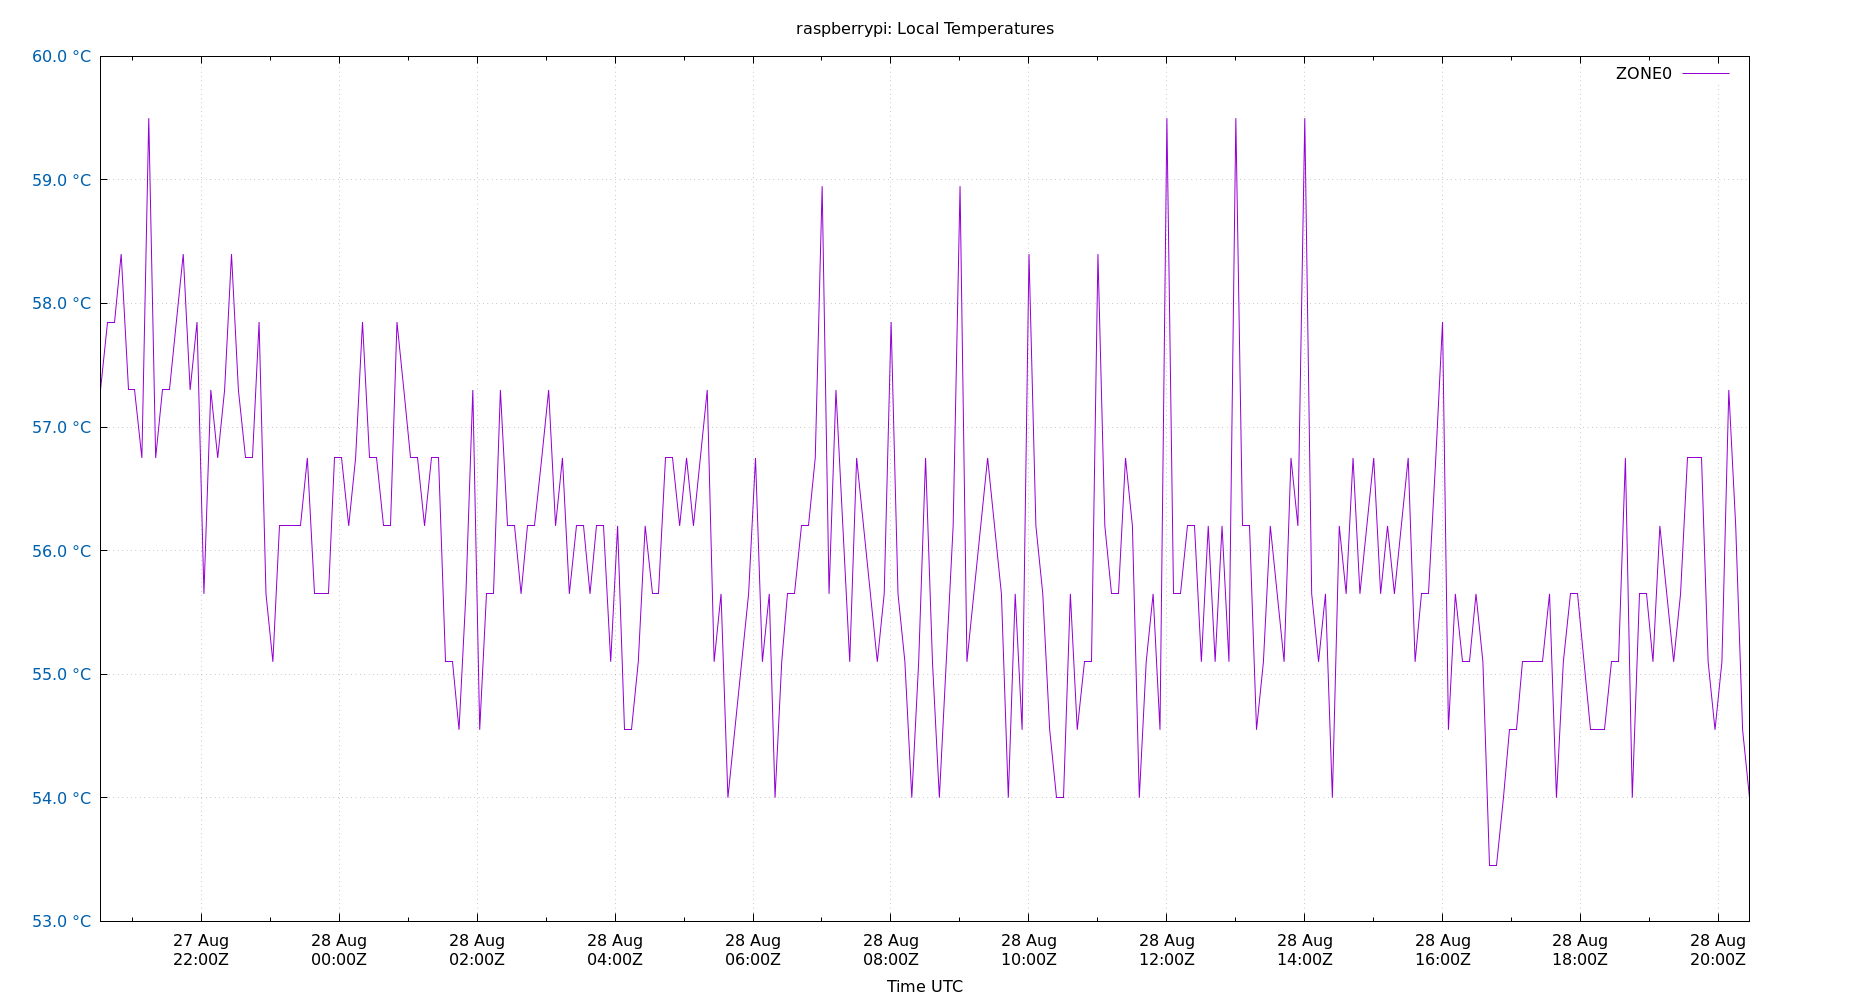 raspberrypi: Local Temperatures
60.0 °C
ZONE0
59.0 °C
58.0 °C
57.0 °C
56.0 °C
55.0 °C
54.0 °C
53.0 °C
27 Aug 28 Aug 28 Aug 28 Aug 28 Aug 28 Aug 28 Aug 28 Aug 28 Aug 28 Aug 28 Aug 28 Aug
22:00Z 00:00Z 02:00Z 04:00Z 06:00Z 08:00Z 10:00Z 12:00Z 14:00Z 16:00Z 18:00Z 20:00Z
Time UTC